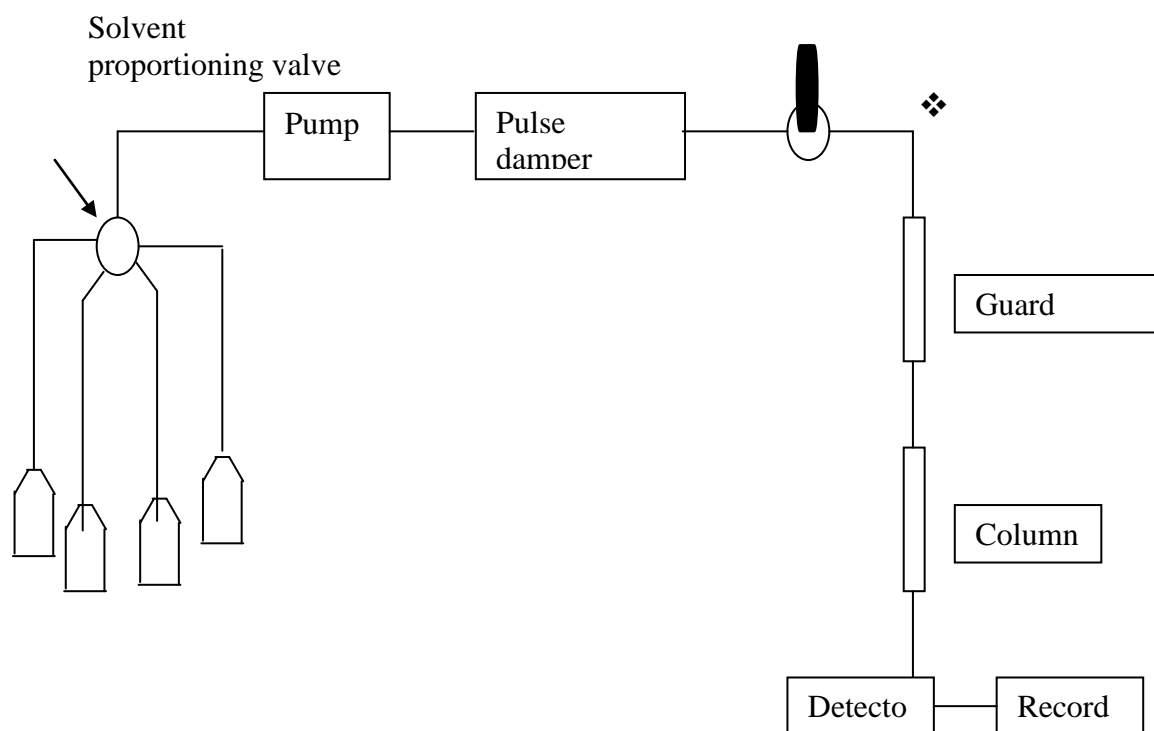 Solvent
proportioning valve
Pump
Pulse
damper
Guard
Column
Detecto
Record